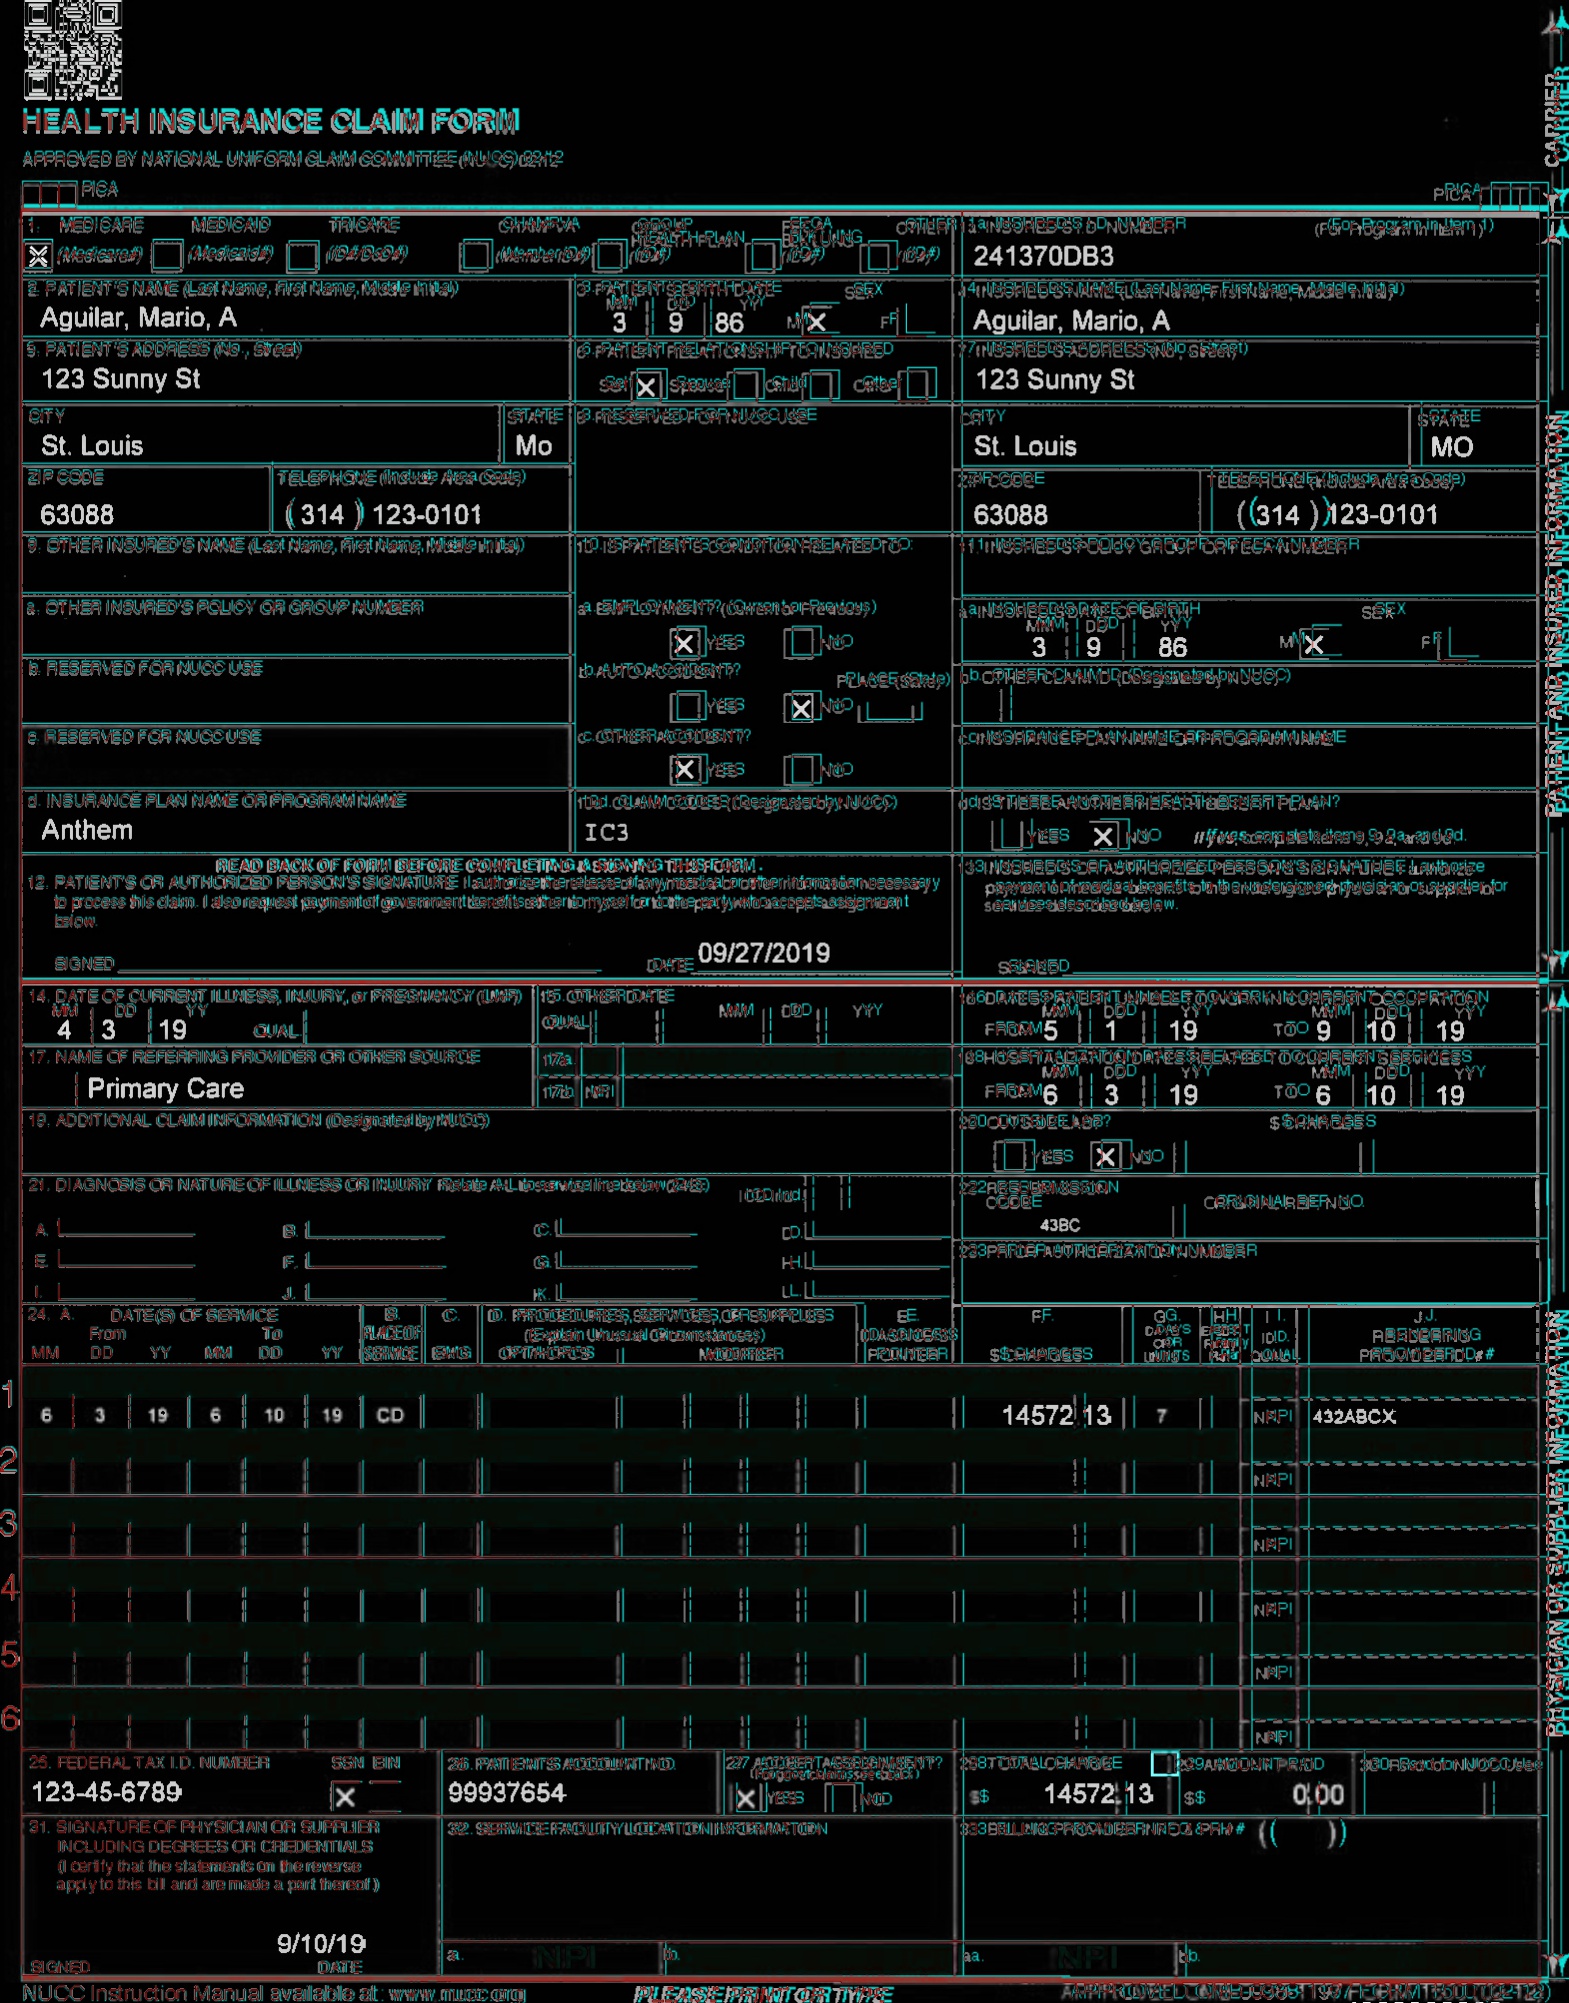 HEALTH INSURANCE CLAIM FORM
APPROVED BY NATIONAL UNIFORM CLAIM COMMITTEE (NUCC) 02/12
PICA PICA
CARRIER
1. MEDICARE MEDICAID TRICARE CHAMPVA GROUP HEALTH PLAN FECA BLK LUNG OTHER 1a. INSURED'S I.D. NUMBER (For Program in Item 1)
X (Medicare#) (Medicaid#) (ID#/DoD#) (Member ID#) (ID#) (ID#) (ID#) 241370DB3
2. PATIENT'S NAME (Last Name, First Name, Middle Initial) 3. PATIENT'S BIRTH DATE SEX 4. INSURED'S NAME (Last Name, First Name, Middle Initial)
MM DD YY
Aguilar, Mario, A 3 9 86 M X F Aguilar, Mario, A
5. PATIENT'S ADDRESS (No., Street) 6. PATIENT RELATIONSHIP TO INSURED 7. INSURED'S ADDRESS (No., Street)
123 Sunny St Self X Spouse Child Other 123 Sunny St
CITY STATE 8. RESERVED FOR NUCC USE CITY STATE
St. Louis Mo St. Louis MO
ZIP CODE TELEPHONE (Include Area Code) ZIP CODE TELEPHONE (Include Area Code)
63088 (314) 123-0101 63088 (314) 123-0101
9. OTHER INSURED'S NAME (Last Name, First Name, Middle Initial) 10. IS PATIENT'S CONDITION RELATED TO: 11. INSURED'S POLICY GROUP OR FECA NUMBER
a. OTHER INSURED'S POLICY OR GROUP NUMBER a. EMPLOYMENT? (Current or Previous) a. INSURED'S DATE OF BIRTH SEX
MM DD YY
X YES NO 3 9 86 M X F
b. RESERVED FOR NUCC USE b. AUTO ACCIDENT? PLACE (State) b. OTHER CLAIM ID (Designated by NUCC)
YES X NO
c. RESERVED FOR NUCC USE c. OTHER ACCIDENT? c. INSURANCE PLAN NAME OR PROGRAM NAME
X YES NO
d. INSURANCE PLAN NAME OR PROGRAM NAME 10d. CLAIM CODES (Designated by NUCC) d. IS THERE ANOTHER HEALTH BENEFIT PLAN?
Anthem IC3 YES X NO If yes, complete items 9, 9a, and 9d.
READ BACK OF FORM BEFORE COMPLETING & SIGNING THIS FORM.
12. PATIENT'S OR AUTHORIZED PERSON'S SIGNATURE I authorize the release of any medical or other information necessary
to process this claim. I also request payment of government benefits either to myself or to the party who accepts assignment
below.
SIGNED DATE 09/27/2019
13. INSURED'S OR AUTHORIZED PERSON'S SIGNATURE I authorize
payment of medical benefits to the undersigned physician or supplier for
services described below.
SIGNED
PATIENT AND INSURED INFORMATION
14. DATE OF CURRENT ILLNESS, INJURY, or PREGNANCY (LMP) 15. OTHER DATE 16. DATES PATIENT UNABLE TO WORK IN CURRENT OCCUPATION
MM DD YY MM DD YY MM DD YY MM DD YY
4 3 19 QUAL. QUAL. FROM 5 1 19 TO 9 10 19
17. NAME OF REFERRING PROVIDER OR OTHER SOURCE 17a. 18. HOSPITALIZATION DATES RELATED TO CURRENT SERVICES
MM DD YY MM DD YY
Primary Care 17b. NPI FROM 6 3 19 TO 6 10 19
19. ADDITIONAL CLAIM INFORMATION (Designated by NUCC) 20. OUTSIDE LAB? $ CHARGES
YES X NO
21. DIAGNOSIS OR NATURE OF ILLNESS OR INJURY Relate A-L to service line below (24E) ICD Ind. 22. RESUBMISSION CODE ORIGINAL REF. NO.
43BC
A. B. C. D.
E. F. G. H. 23. PRIOR AUTHORIZATION NUMBER
I. J. K. L.
24. A. DATE(S) OF SERVICE B. C. D. PROCEDURES, SERVICES, OR SUPPLIES E. F. G. H. I. J.
From To PLACE OF (Explain Unusual Circumstances) DIAGNOSIS DAYS OR EPSDT Family ID. RENDERING
MM DD YY MM DD YY SERVICE EMG CPT/HCPCS MODIFIER POINTER $ CHARGES UNITS Plan QUAL. PROVIDER ID. #
1
6 3 19 6 10 19 CD 14572 13 7 NPI 432ABCX
2
NPI
3
NPI
4
NPI
5
NPI
6
NPI
PHYSICIAN OR SUPPLIER INFORMATION
25. FEDERAL TAX I.D. NUMBER SSN EIN 26. PATIENT'S ACCOUNT NO. 27. ACCEPT ASSIGNMENT? 28. TOTAL CHARGE 29. AMOUNT PAID 30. Rsvd for NUCC Use
(For govt. claims, see back)
123-45-6789 X 99937654 X YES NO $ 14572 13 $ 0,00
31. SIGNATURE OF PHYSICIAN OR SUPPLIER 32. SERVICE FACILITY LOCATION INFORMATION 33. BILLING PROVIDER INFO & PH # ( )
INCLUDING DEGREES OR CREDENTIALS
(I certify that the statements on the reverse
apply to this bill and are made a part thereof.)
9/10/19
SIGNED DATE a. NPI b. a. NPI b.
NUCC Instruction Manual available at: www.nucc.org PLEASE PRINT OR TYPE